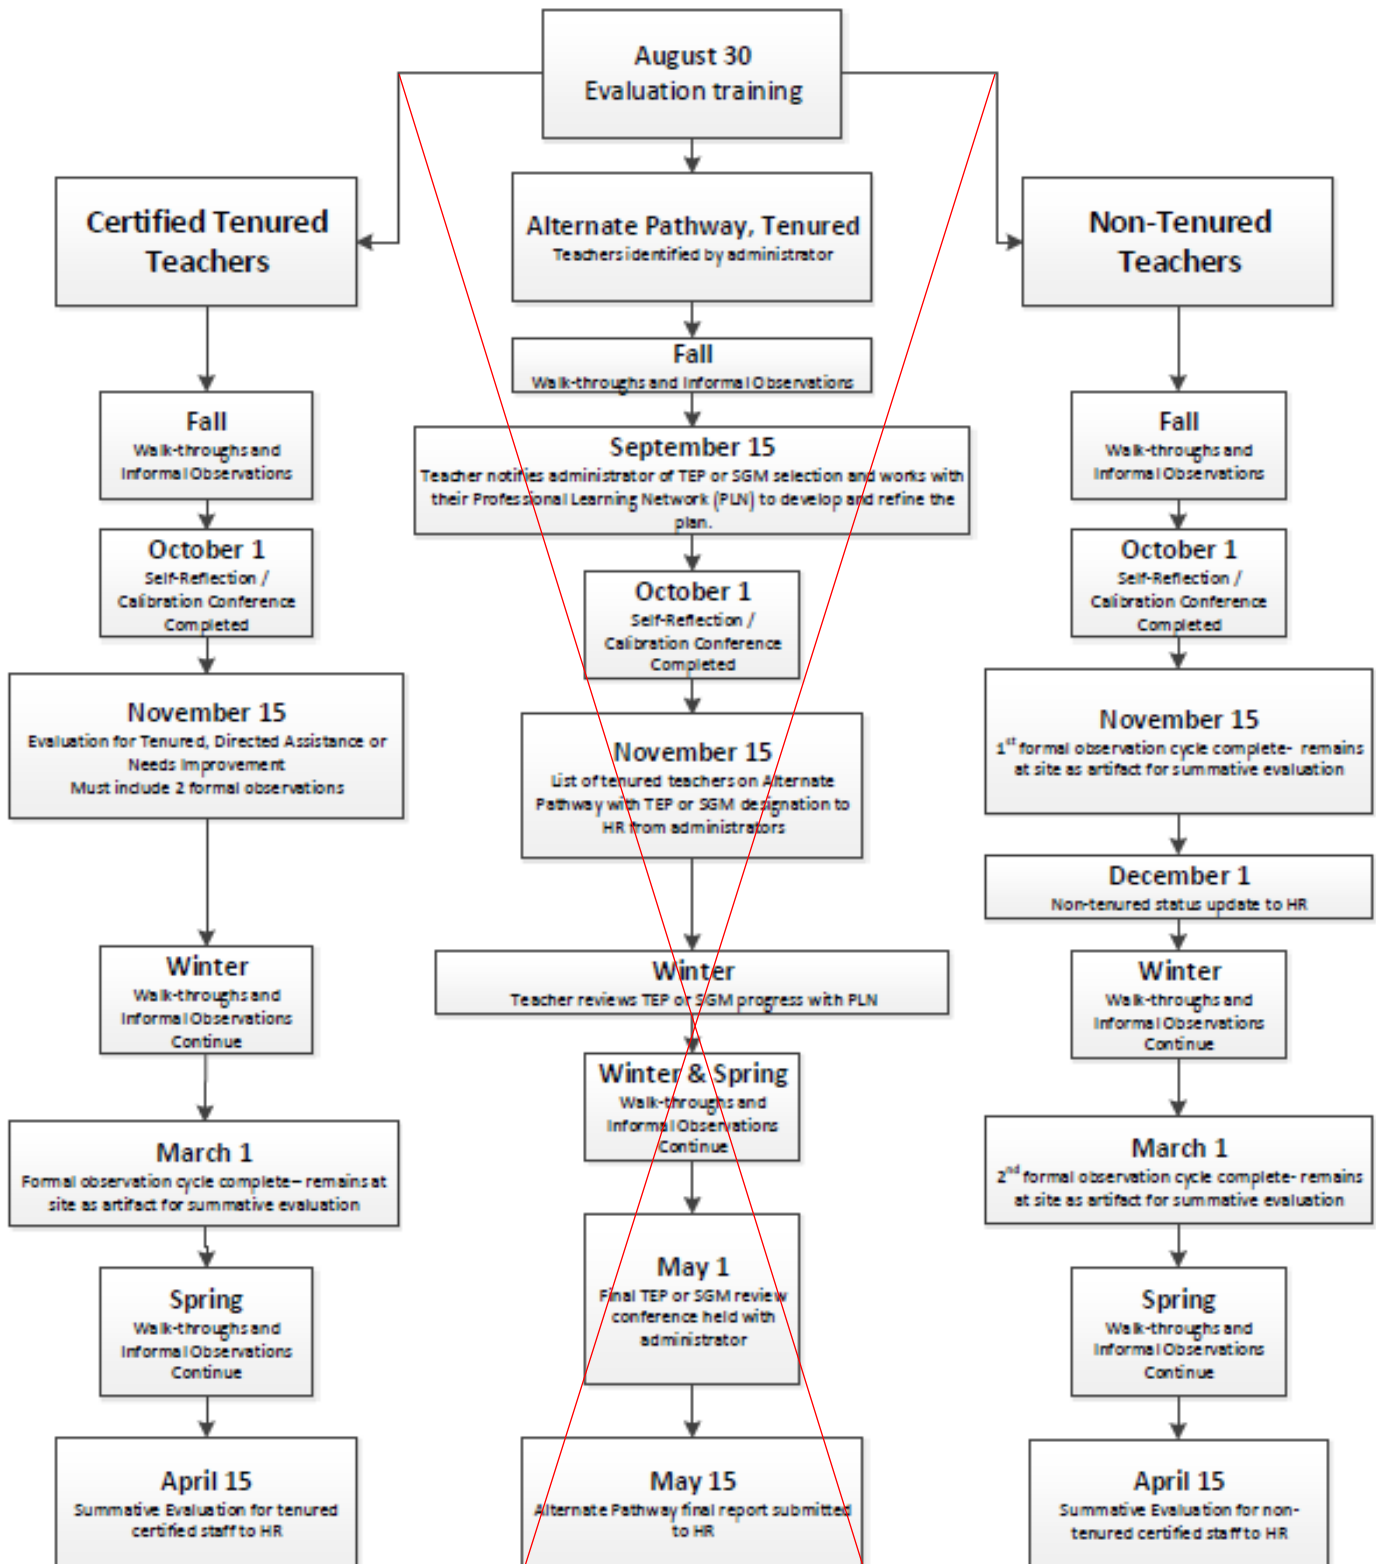 August 30
Evaluation training
Certified Tenured
Teachers
Fall
Walk-throughs and
Informal Observations
October 1
Self-Reflection /
Calibration Conference
Completed
November 15
Evaluation for Tenured, Directed Assistance or
Needs Improvement
Must include 2 formal observations
Winter
Walk-throughs and
Informal Observations
Continue
March 1
Formal observation cycle complete– remains at
site as artifact for summative evaluation
Spring
Walk-throughs and
Informal Observations
Continue
April 15
Summative Evaluation for tenured
certified staff to HR
Alternate Pathway, Tenured
Teachers identified by administrator
Fall
Walk-throughs and Informal Observations
September 15
Teacher notifies administrator of TEP or SGM selection and works with
their Professional Learning Network (PLN) to develop and refine the
plan.
October 1
Self-Reflection /
Calibration Conference
Completed
November 15
List of tenured teachers on Alternate
Pathway with TEP or SGM designation to
HR from administrators
Winter
Teacher reviews TEP or SGM progress with PLN
Winter & Spring
Walk-throughs and
Informal Observations
Continue
May 1
Final TEP or SGM review
conference held with
administrator
May 15
Alternate Pathway final report submitted
to HR
Non-Tenured
Teachers
Fall
Walk-throughs and
Informal Observations
October 1
Self-Reflection /
Calibration Conference
Completed
November 15
1st formal observation cycle complete- remains
at site as artifact for summative evaluation
December 1
Non-tenured status update to HR
Winter
Walk-throughs and
Informal Observations
Continue
March 1
2nd formal observation cycle complete- remains
at site as artifact for summative evaluation
Spring
Walk-throughs and
Informal Observations
Continue
April 15
Summative Evaluation for non-
tenured certified staff to HR